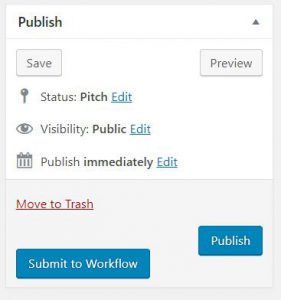 Publish
Save Preview
Status: Pitch Edit
Visibility: Public Edit
Publish immediately Edit
Move to Trash
Publish
Submit to Workflow